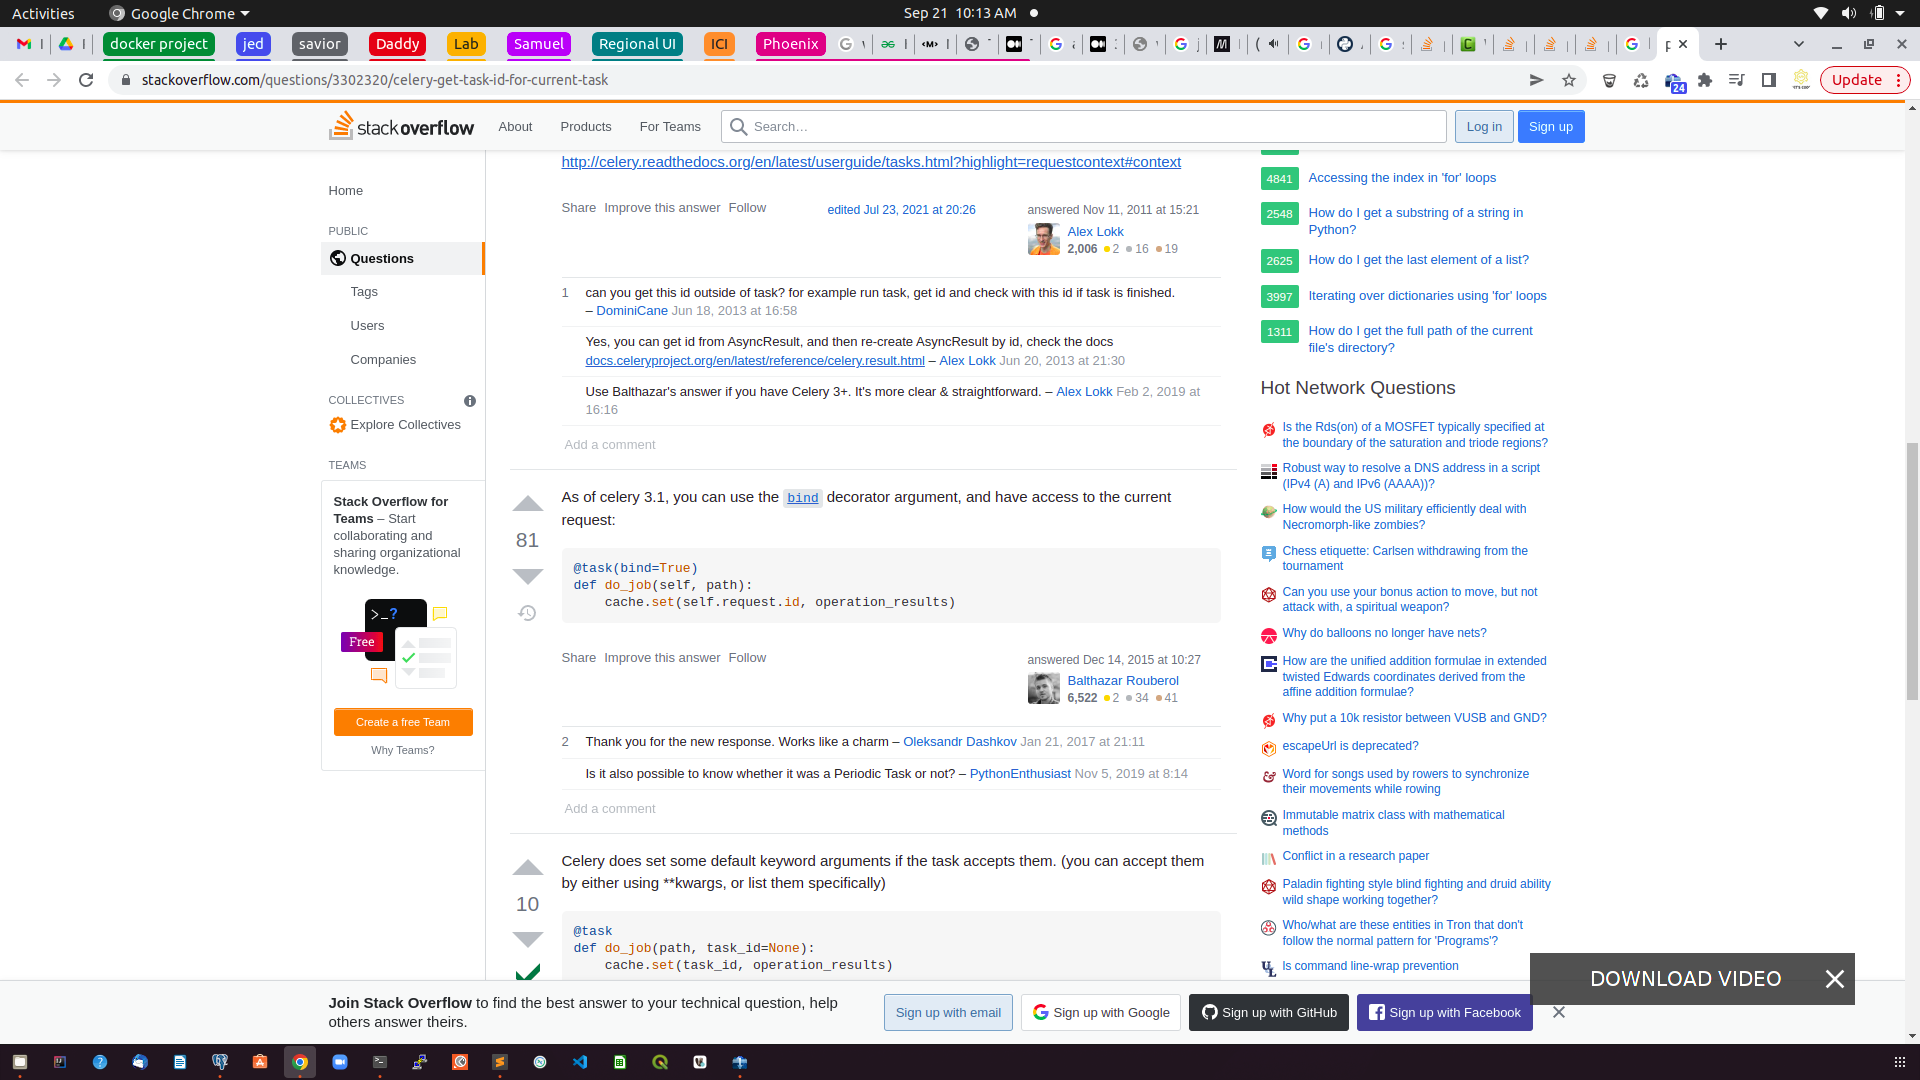 Activities
Google Chrome
Sep 21 10:13 AM
docker project
jed
savior
Daddy
Lab
Samuel
Regional UI
ICI
Phoenix
stackoverflow.com/questions/3302320/celery-get-task-id-for-current-task
24
Update
stackoverflow
About
Products
For Teams
Search…
Log in
Sign up
Home
PUBLIC
Questions
Tags
Users
Companies
COLLECTIVES
Explore Collectives
TEAMS
Stack Overflow for
Teams – Start
collaborating and
sharing organizational
knowledge.
>_?
Free
Create a free Team
Why Teams?
http://celery.readthedocs.org/en/latest/userguide/tasks.html?highlight=requestcontext#context
Share Improve this answer Follow
edited Jul 23, 2021 at 20:26
answered Nov 11, 2011 at 15:21
Alex Lokk
2,006 2 16 19
1 can you get this id outside of task? for example run task, get id and check with this id if task is finished.
– DominiCane Jun 18, 2013 at 16:58
Yes, you can get id from AsyncResult, and then re-create AsyncResult by id, check the docs
docs.celeryproject.org/en/latest/reference/celery.result.html – Alex Lokk Jun 20, 2013 at 21:30
Use Balthazar's answer if you have Celery 3+. It's more clear & straightforward. – Alex Lokk Feb 2, 2019 at
16:16
Add a comment
81
As of celery 3.1, you can use the bind decorator argument, and have access to the current
request:
@task(bind=True)
def do_job(self, path):
    cache.set(self.request.id, operation_results)
Share Improve this answer Follow
answered Dec 14, 2015 at 10:27
Balthazar Rouberol
6,522 2 34 41
2 Thank you for the new response. Works like a charm – Oleksandr Dashkov Jan 21, 2017 at 21:11
Is it also possible to know whether it was a Periodic Task or not? – PythonEnthusiast Nov 5, 2019 at 8:14
Add a comment
10
Celery does set some default keyword arguments if the task accepts them. (you can accept them
by either using **kwargs, or list them specifically)
@task
def do_job(path, task_id=None):
    cache.set(task_id, operation_results)
4841 Accessing the index in 'for' loops
2548 How do I get a substring of a string in
Python?
2625 How do I get the last element of a list?
3997 Iterating over dictionaries using 'for' loops
1311 How do I get the full path of the current
file's directory?
Hot Network Questions
Is the Rds(on) of a MOSFET typically specified at
the boundary of the saturation and triode regions?
Robust way to resolve a DNS address in a script
(IPv4 (A) and IPv6 (AAAA))?
How would the US military efficiently deal with
Necromorph-like zombies?
Chess etiquette: Carlsen withdrawing from the
tournament
Can you use your bonus action to move, but not
attack with, a spiritual weapon?
Why do balloons no longer have nets?
How are the unified addition formulae in extended
twisted Edwards coordinates derived from the
affine addition formulae?
Why put a 10k resistor between VUSB and GND?
escapeUrl is deprecated?
Word for songs used by rowers to synchronize
their movements while rowing
Immutable matrix class with mathematical
methods
Conflict in a research paper
Paladin fighting style blind fighting and druid ability
wild shape working together?
Who/what are these entities in Tron that don't
follow the normal pattern for 'Programs'?
Is command line-wrap prevention
DOWNLOAD VIDEO
Join Stack Overflow to find the best answer to your technical question, help
others answer theirs.
Sign up with email
Sign up with Google
Sign up with GitHub
Sign up with Facebook